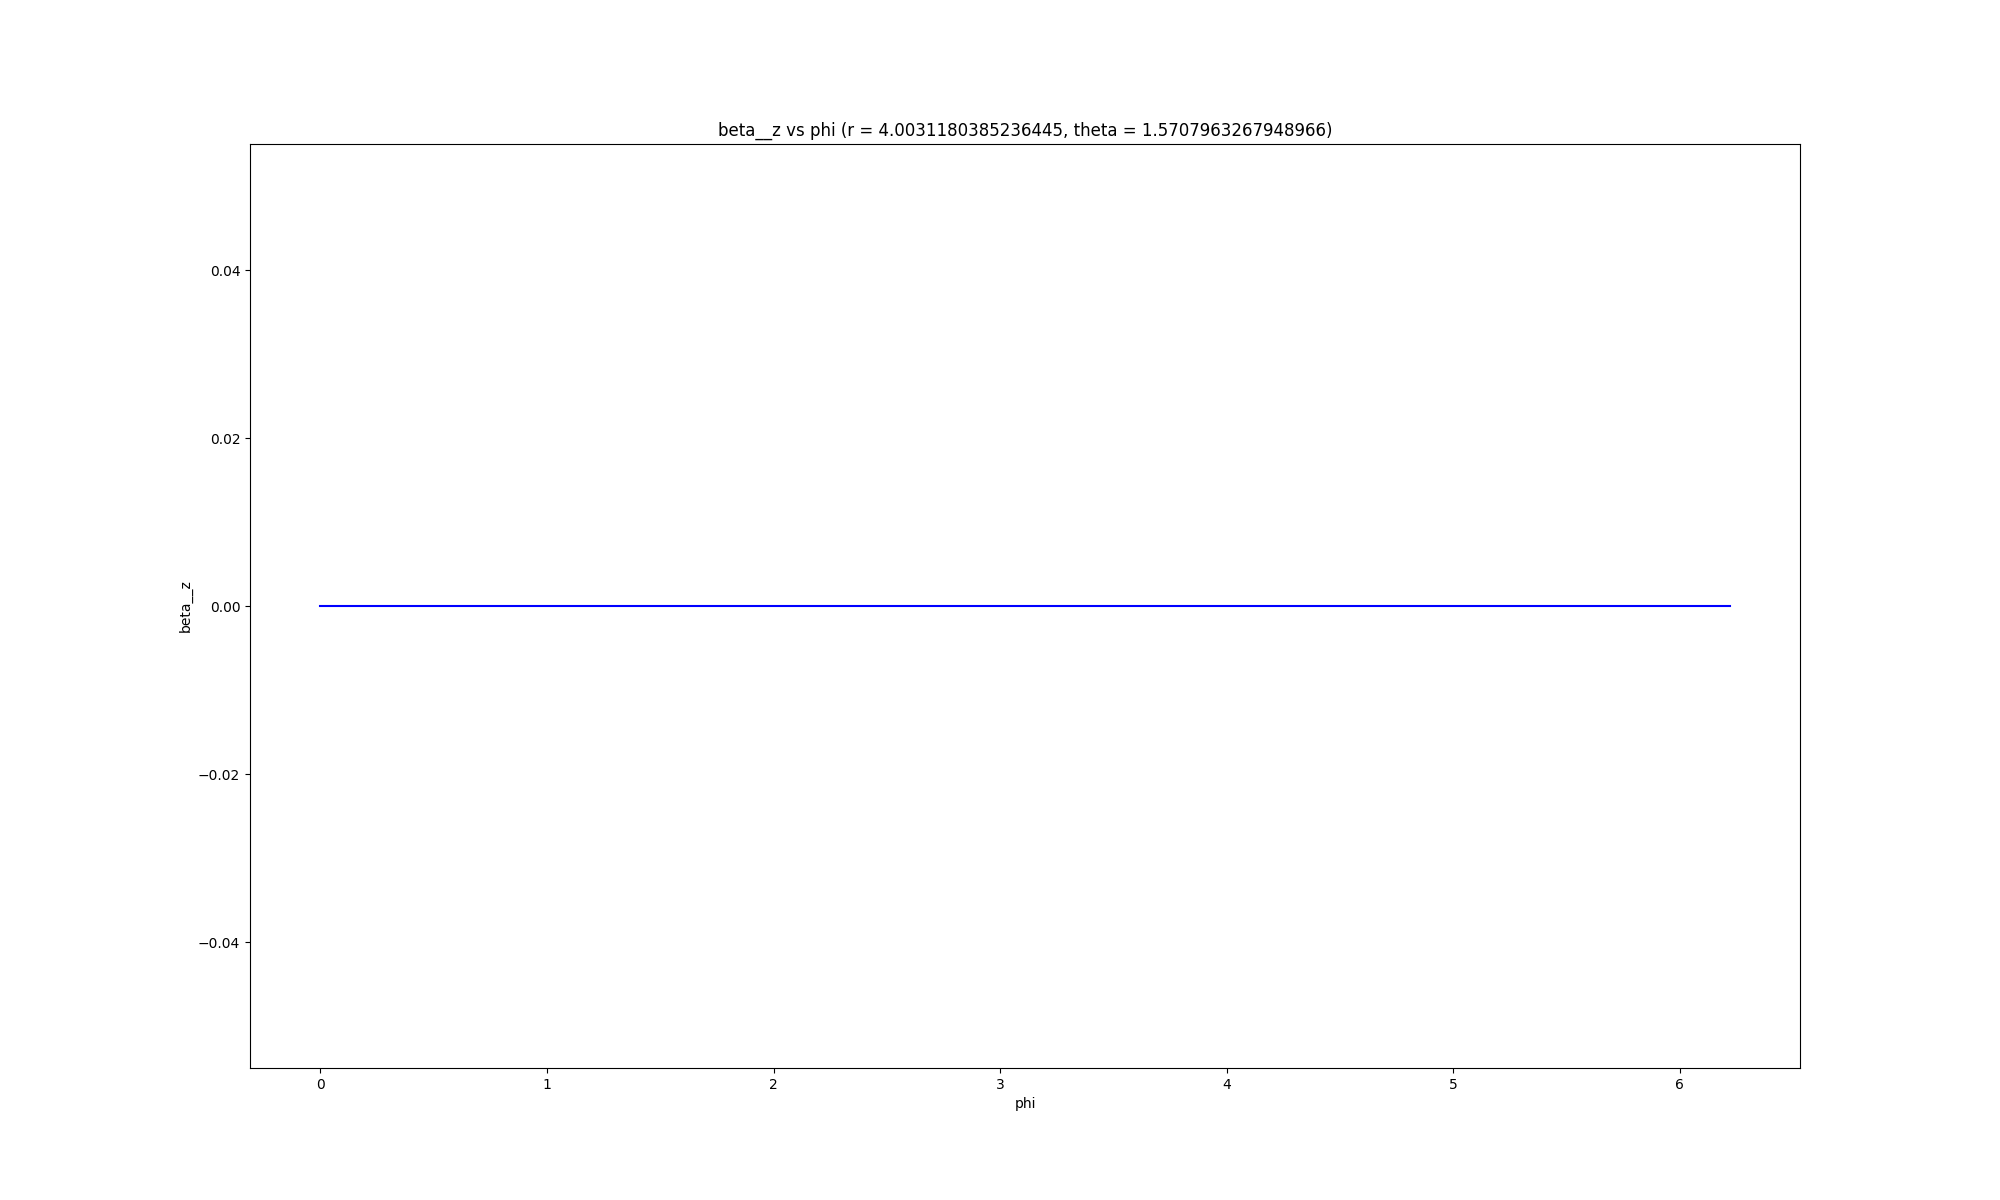 beta__z vs phi (r = 4.0031180385236445, theta = 1.5707963267948966)
0.04
0.02
0.00
−0.02
−0.04
beta__z
0 1 2 3 4 5 6
phi